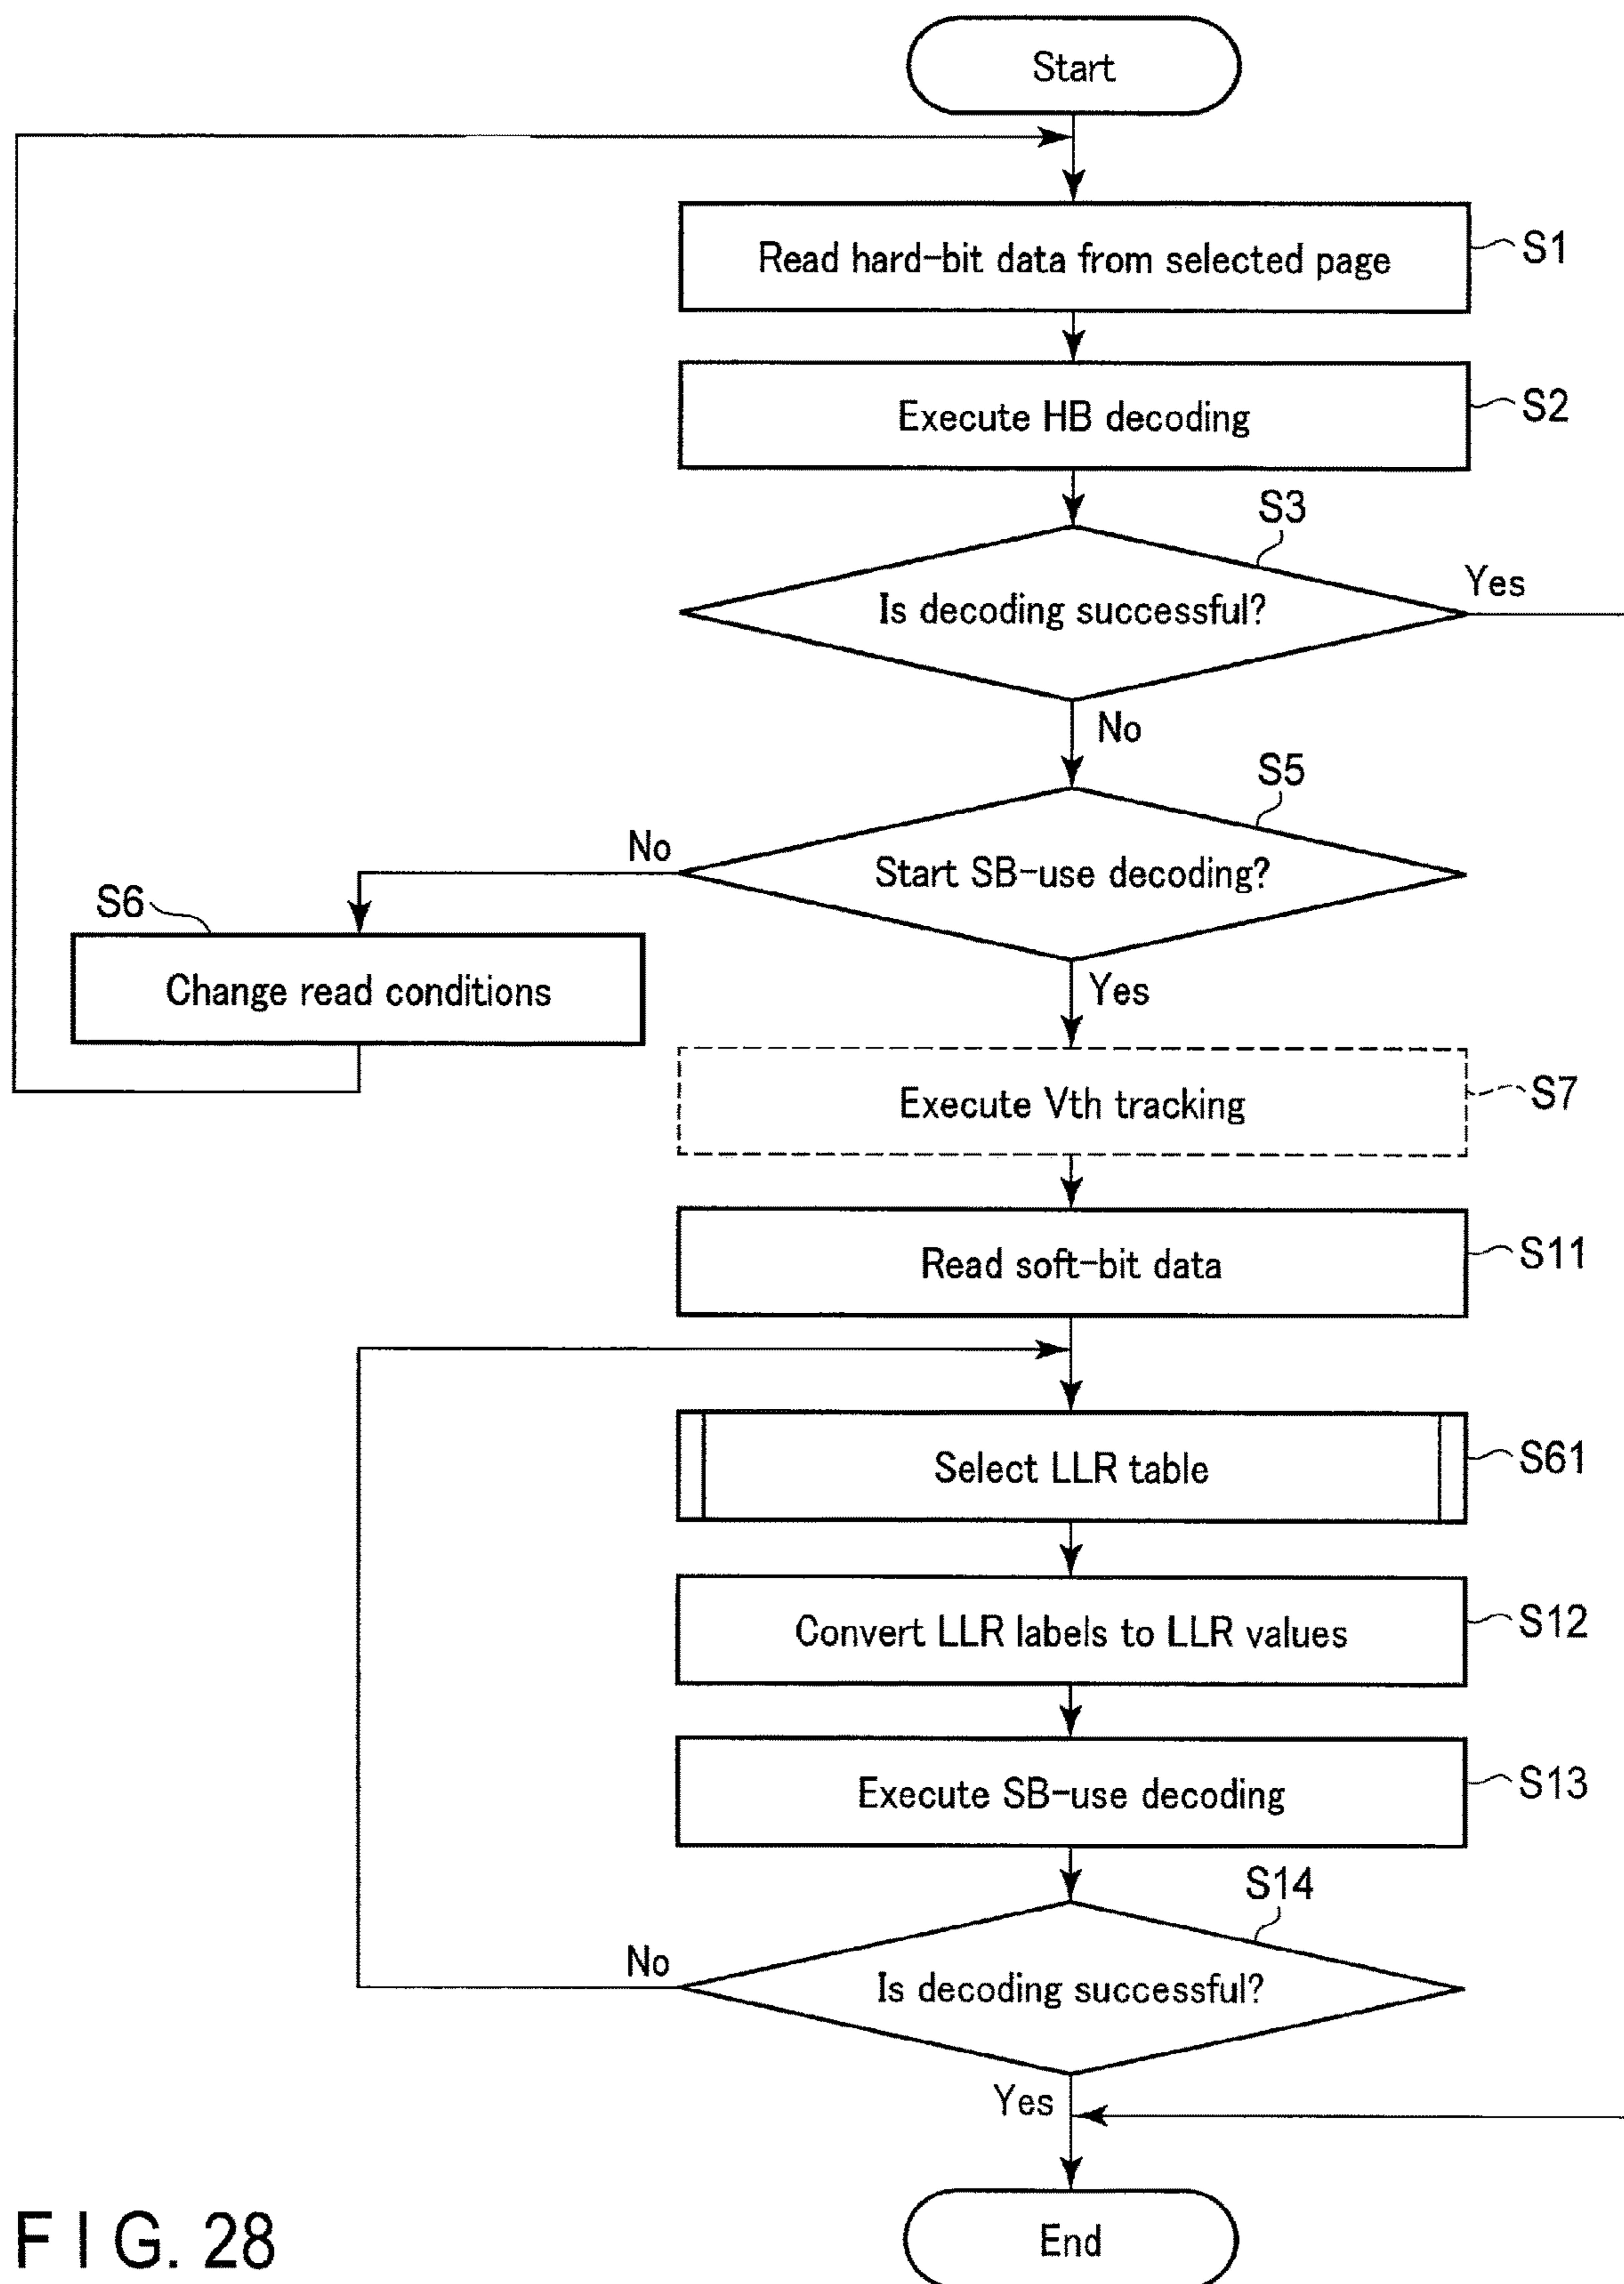 Start
Read hard-bit data from selected page
S1
Execute HB decoding
S2
S3
Is decoding successful?
Yes
No
S5
Start SB-use decoding?
No
S6
Change read conditions
Yes
Execute Vth tracking
S7
Read soft-bit data
S11
Select LLR table
S61
Convert LLR labels to LLR values
S12
Execute SB-use decoding
S13
S14
Is decoding successful?
No
Yes
End
F I G. 28